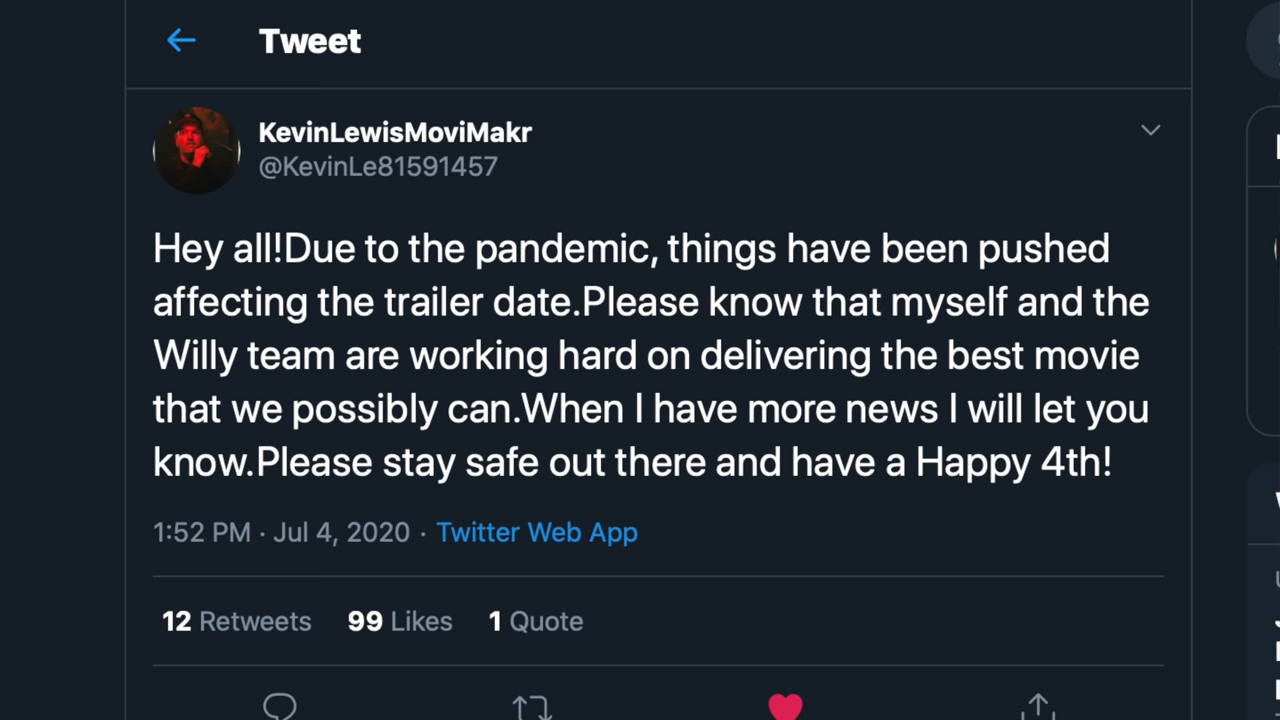 Tweet
KevinLewisMoviMakr
@KevinLe81591457
Hey all!Due to the pandemic, things have been pushed
affecting the trailer date.Please know that myself and the
Willy team are working hard on delivering the best movie
that we possibly can.When I have more news I will let you
know.Please stay safe out there and have a Happy 4th!
1:52 PM · Jul 4, 2020 · Twitter Web App
12 Retweets 99 Likes 1 Quote